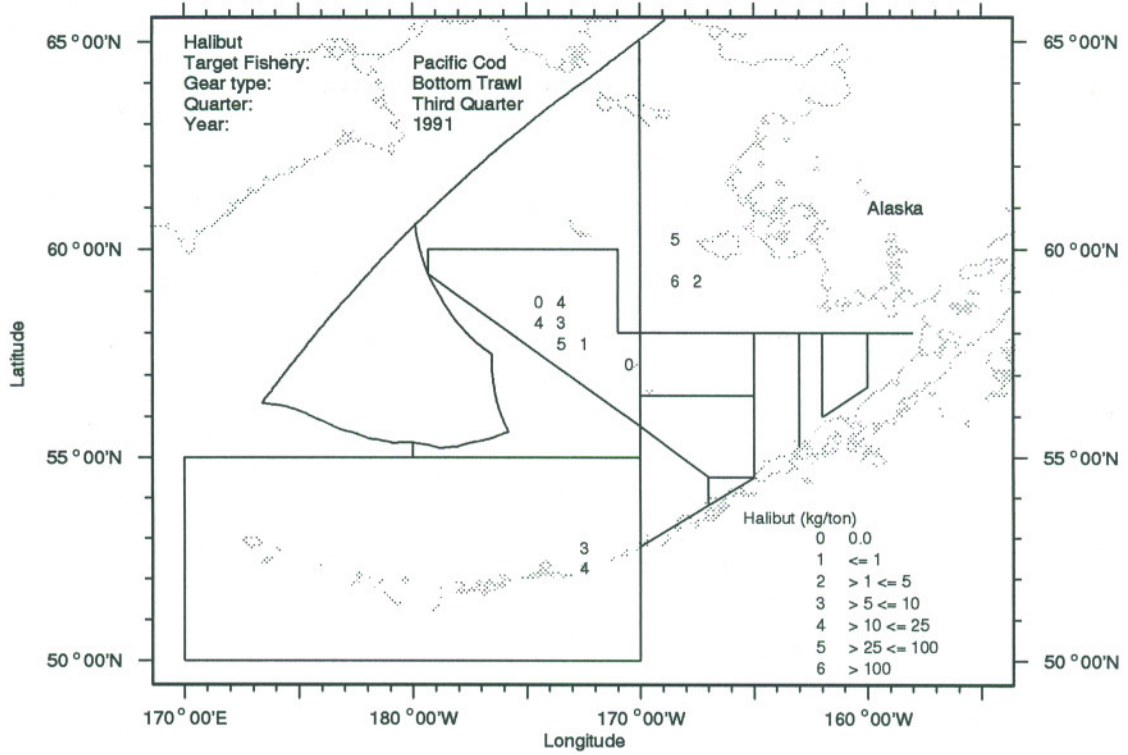 65°00'N 65°00'N
Halibut
Target Fishery: Pacific Cod
Gear type: Bottom Trawl
Quarter: Third Quarter
Year: 1991
Alaska
5
60°00'N 60°00'N
6 2
0 4
4 3
5 1
0
Latitude
55°00'N 55°00'N
Halibut (kg/ton)
0 0.0
1 <= 1
2 > 1 <= 5
3 > 5 <= 10
4 > 10 <= 25
5 > 25 <= 100
6 > 100
3
4
50°00'N 50°00'N
170°00'E 180°00'W 170°00'W 160°00'W
Longitude